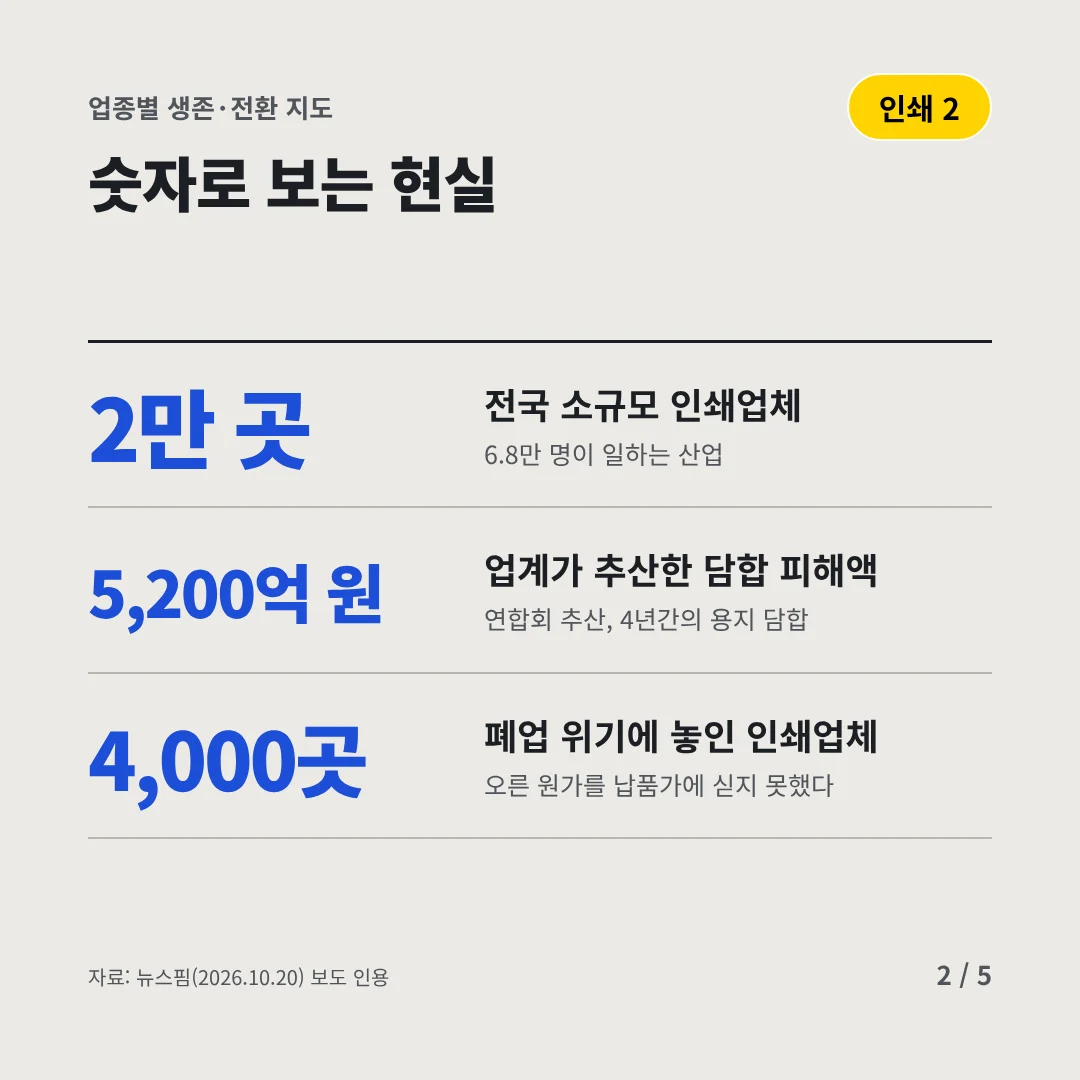 업종별 생존·전환 지도
인쇄 2
숫자로 보는 현실
2만 곳
전국 소규모 인쇄업체
6.8만 명이 일하는 산업
5,200억 원
업계가 추산한 담합 피해액
연합회 추산, 4년간의 용지 담합
4,000곳
폐업 위기에 놓인 인쇄업체
오른 원가를 납품가에 싣지 못했다
자료: 뉴스핌(2026.10.20) 보도 인용
2 / 5